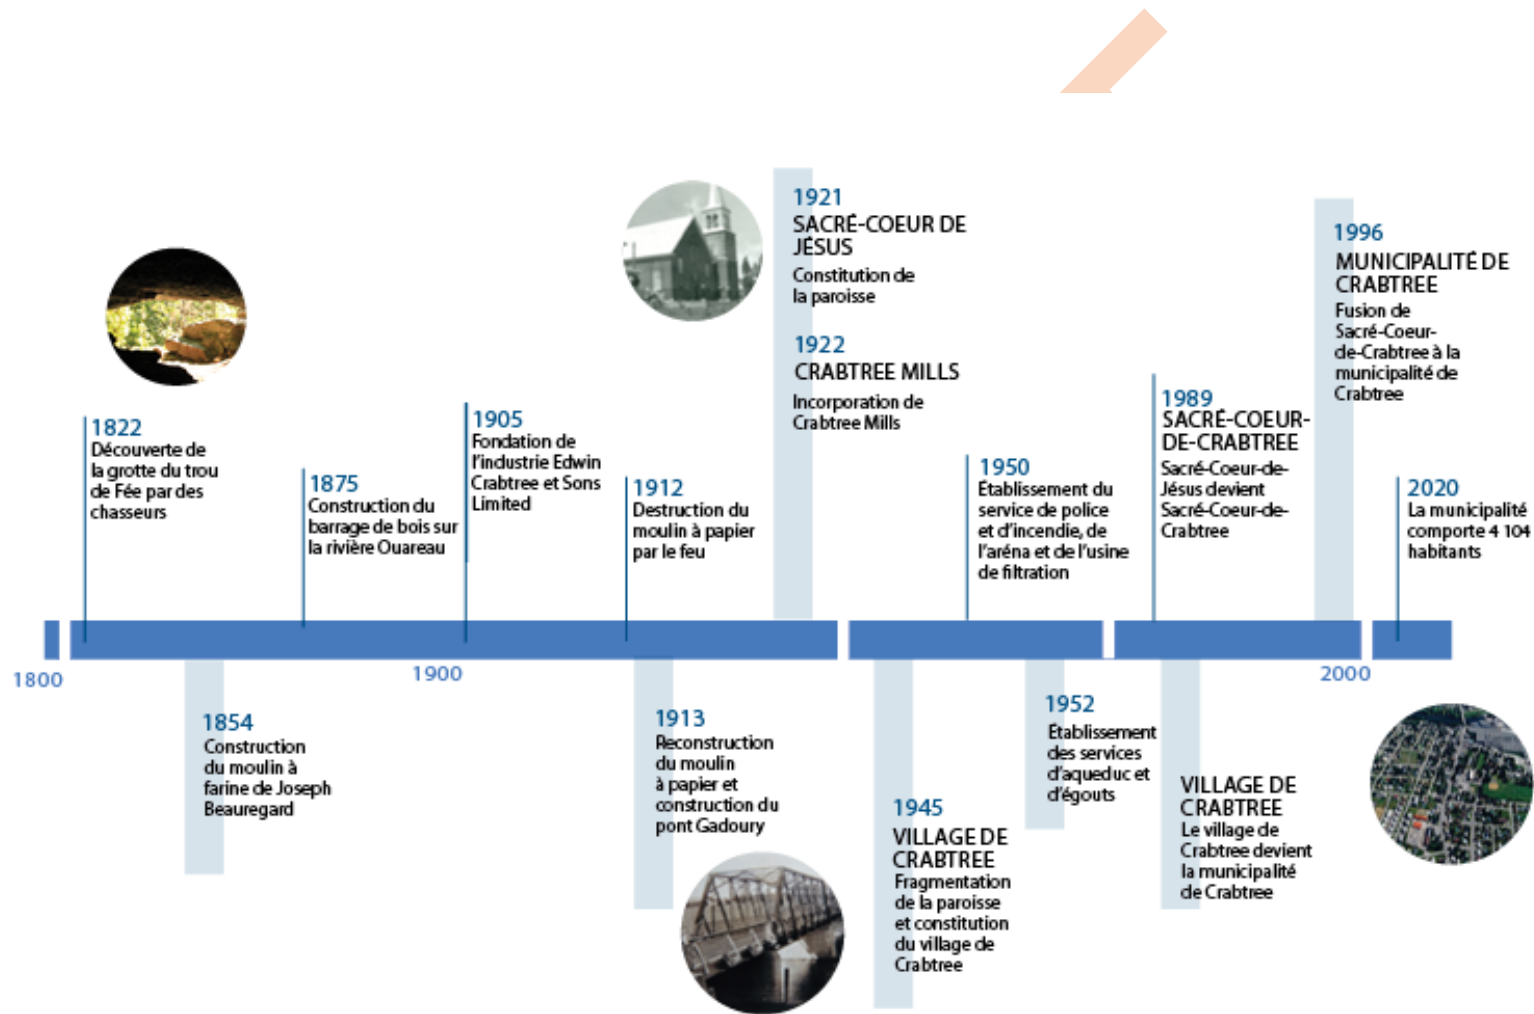 1921
SACRÉ-COEUR DE
JÉSUS
Constitution de
la paroisse
1922
CRABTREE MILLS
Incorporation de
Crabtree Mills
1996
MUNICIPALITÉ DE
CRABTREE
Fusion de
Sacré-Coeur-
de-Crabtree à la
municipalité de
Crabtree
1822
Découverte de
la grotte du trou
de Fée par des
chasseurs
1875
Construction du
barrage de bois sur
la rivière Ouareau
1905
Fondation de
l'industrie Edwin
Crabtree et Sons
Limited
1912
Destruction du
moulin à papier
par le feu
1950
Établissement du
service de police
et d'incendie, de
l'aréna et de l'usine
de filtration
1989
SACRÉ-COEUR-
DE-CRABTREE
Sacré-Coeur-de-
Jésus devient
Sacré-Coeur-de-
Crabtree
2020
La municipalité
comporte 4 104
habitants
1800
1900
2000
1854
Construction
du moulin à
farine de Joseph
Beauregard
1913
Reconstruction
du moulin
à papier et
construction du
pont Gadoury
1945
VILLAGE DE
CRABTREE
Fragmentation
de la paroisse
et constitution
du village de
Crabtree
1952
Établissement
des services
d'aqueduc et
d'égouts
VILLAGE DE
CRABTREE
Le village de
Crabtree devient
la municipalité
de Crabtree